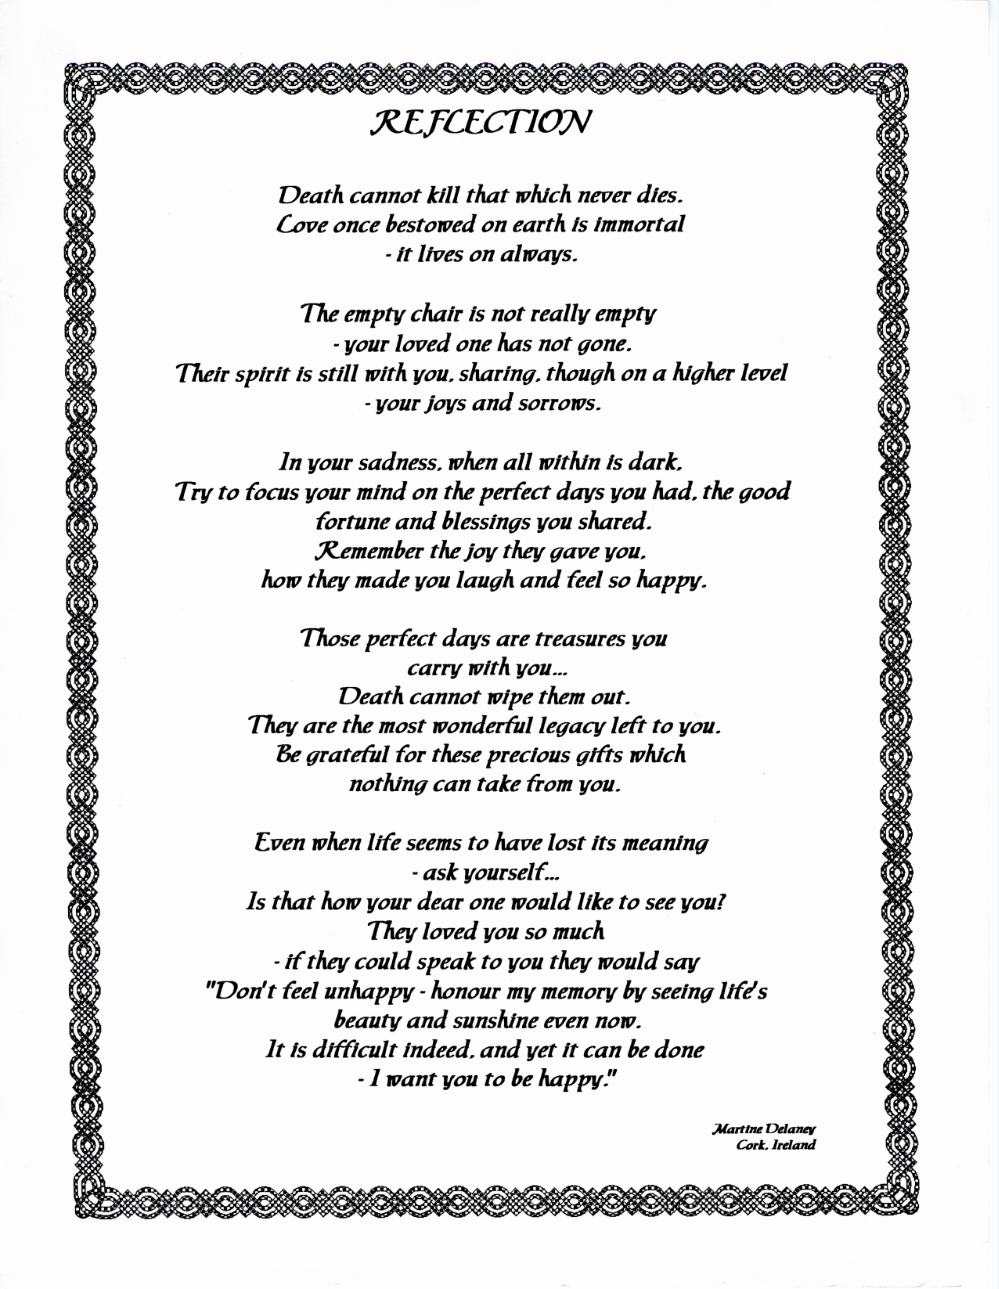 REFLECTION
Death cannot kill that which never dies.
Love once bestowed on earth is immortal
- it lives on always.
The empty chair is not really empty
- your loved one has not gone.
Their spirit is still with you, sharing, though on a higher level
- your joys and sorrows.
In your sadness, when all within is dark,
Try to focus your mind on the perfect days you had, the good
fortune and blessings you shared.
Remember the joy they gave you,
how they made you laugh and feel so happy.
Those perfect days are treasures you
carry with you...
Death cannot wipe them out.
They are the most wonderful legacy left to you.
Be grateful for these precious gifts which
nothing can take from you.
Even when life seems to have lost its meaning
- ask yourself...
Is that how your dear one would like to see you?
They loved you so much
- if they could speak to you they would say
"Don't feel unhappy - honour my memory by seeing life's
beauty and sunshine even now.
It is difficult indeed, and yet it can be done
- I want you to be happy."
Martine Delaney
Cork, Ireland